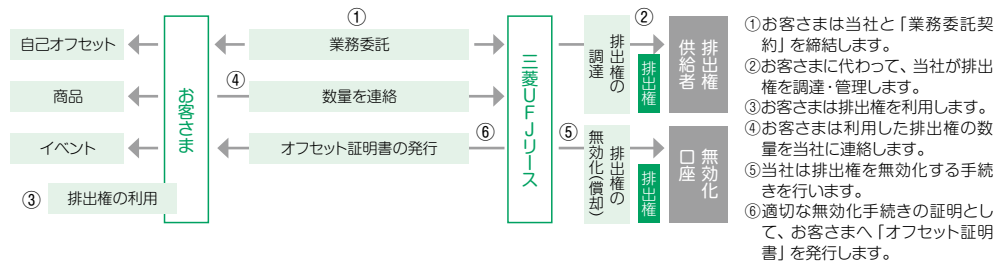 ①
②
自己オフセット
業務委託
排出権の
調達
排出権
排出権
供給者
お客さま
三菱UFJリース
④
商品
数量を連絡
⑥
⑤
イベント
オフセット証明書の発行
排出権の
無効化(償却)
排出権
無効化
口座
③
排出権の利用
①お客さまは当社と「業務委託契
約」を締結します。
②お客さまに代わって、当社が排出
権を調達・管理します。
③お客さまは排出権を利用します。
④お客さまは利用した排出権の数
量を当社に連絡します。
⑤当社は排出権を無効化する手続
きを行います。
⑥適切な無効化手続きの証明とし
て、お客さまへ「オフセット証明
書」を発行します。